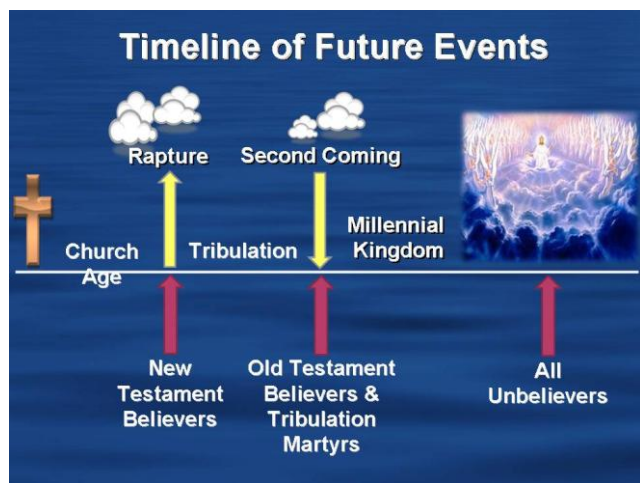 Timeline of Future Events
Rapture
Second Coming
Church
Age
Tribulation
Millennial
Kingdom
New
Testament
Believers
Old Testament
Believers &
Tribulation
Martyrs
All
Unbelievers